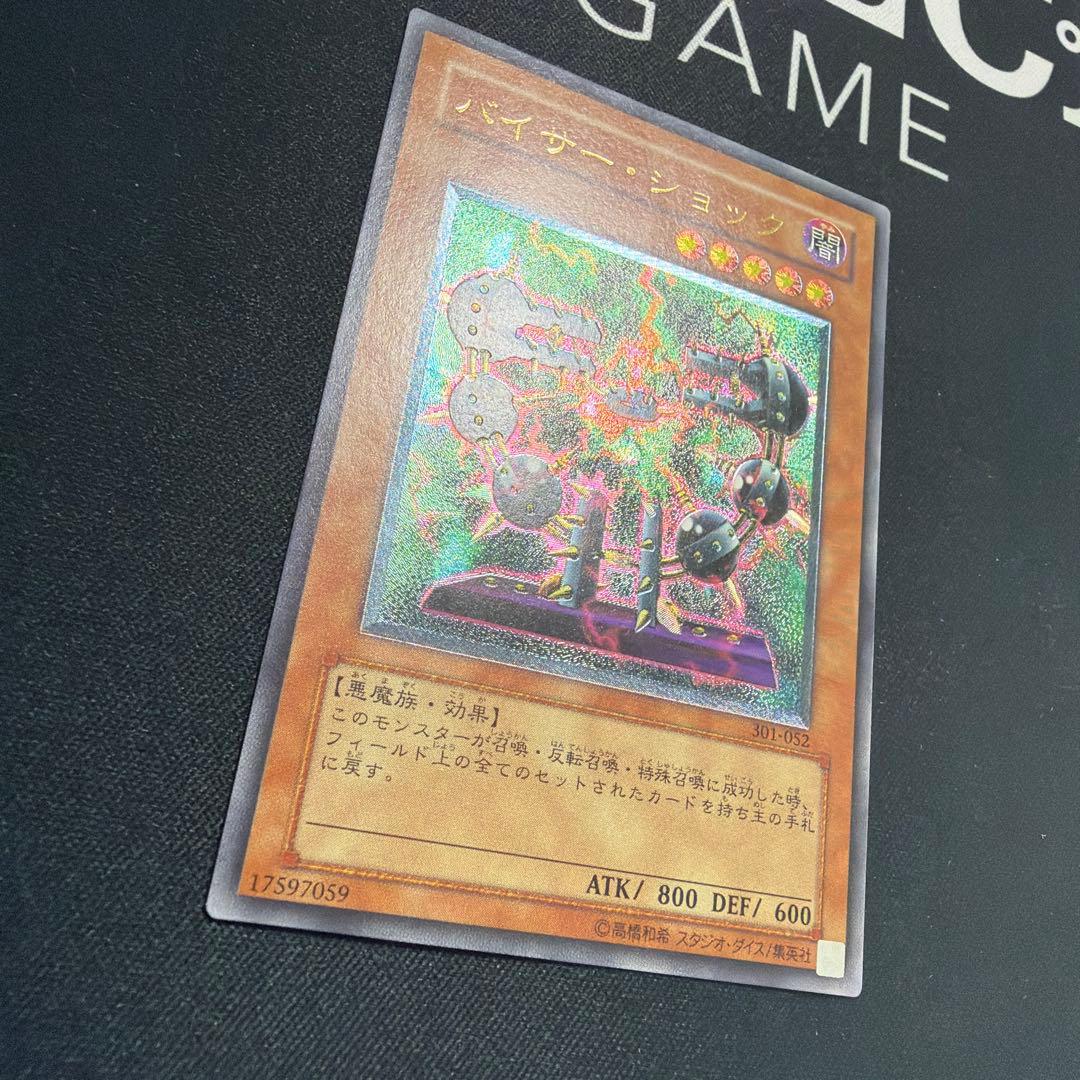 GAME
バイサー・ショック
闇
301-052
【悪魔族・効果】
このモンスターが召喚・反転召喚・特殊召喚に成功した時、
フィールド上の全てのセットされたカードを持ち主の手札
に戻す。
ATK/ 800 DEF/ 600
17597059
©高橋和希 スタジオ・ダイス/集英社